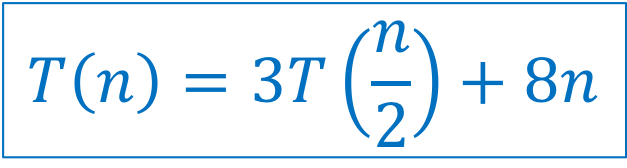 T(n) = 3T(n/2) + 8n